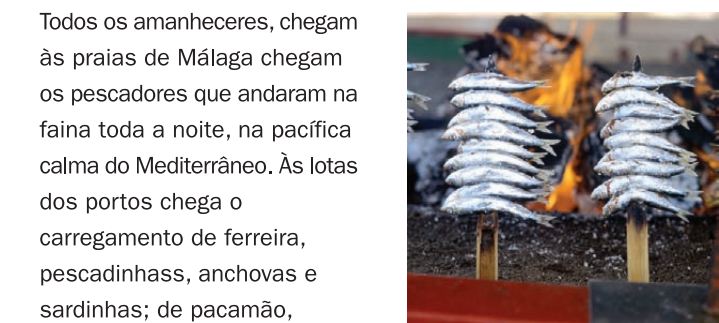 Todos os amanheceres, chegam
às praias de Málaga chegam
os pescadores que andaram na
faina toda a noite, na pacífica
calma do Mediterrâneo. Às lotas
dos portos chega o
carregamento de ferreira,
pescadinhass, anchovas e
sardinhas; de pacamão,